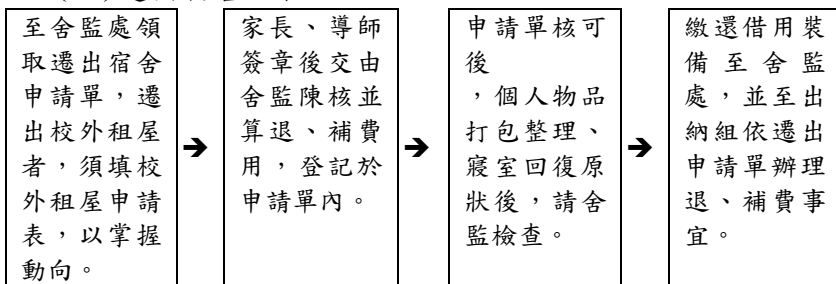 至舍監處領
取遷出宿舍
申請單，遷
出校外租屋
者，須填校
外租屋申請
表，以掌握
動向。
➔
家長、導師
簽章後交由
舍監陳核並
算退、補費
用，登記於
申請單內。
➔
申請單核可
後
，個人物品
打包整理、
寢室回復原
狀後，請舍
監檢查。
➔
繳還借用裝
備至舍監
處，並至出
納組依遷出
申請單辦理
退、補費事
宜。